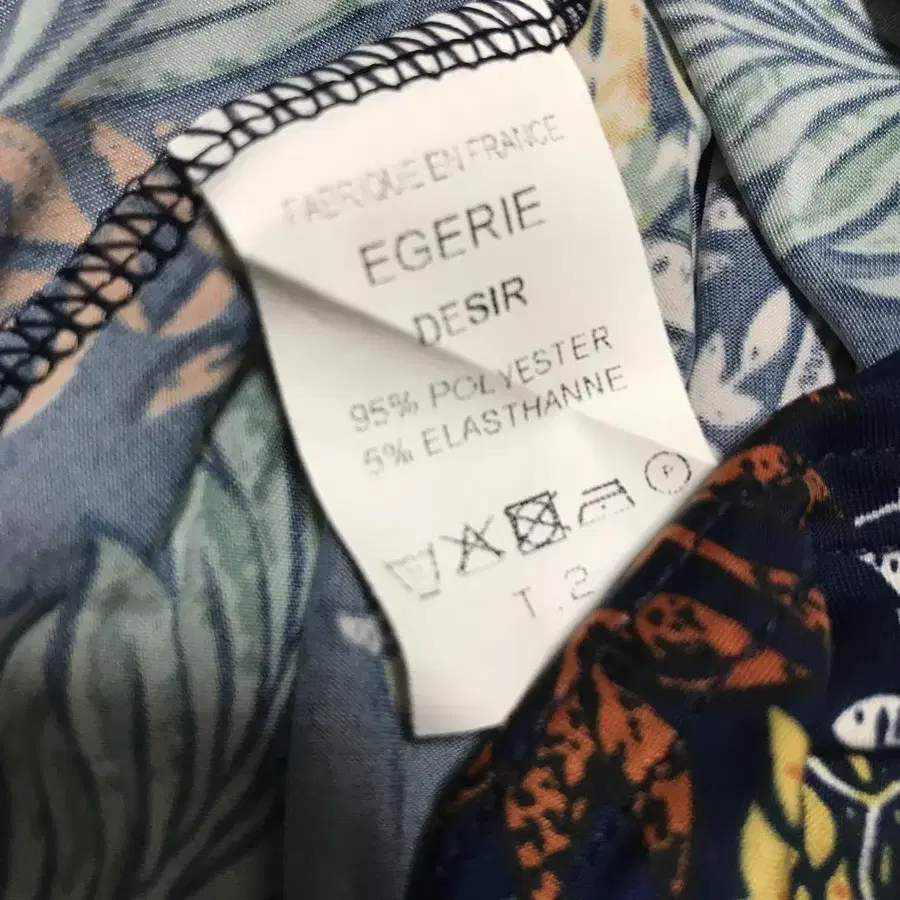 FABRIQUE EN FRANCE
EGERIE
DESIR
95% POLYESTER
5% ELASTHANNE
P
T.2